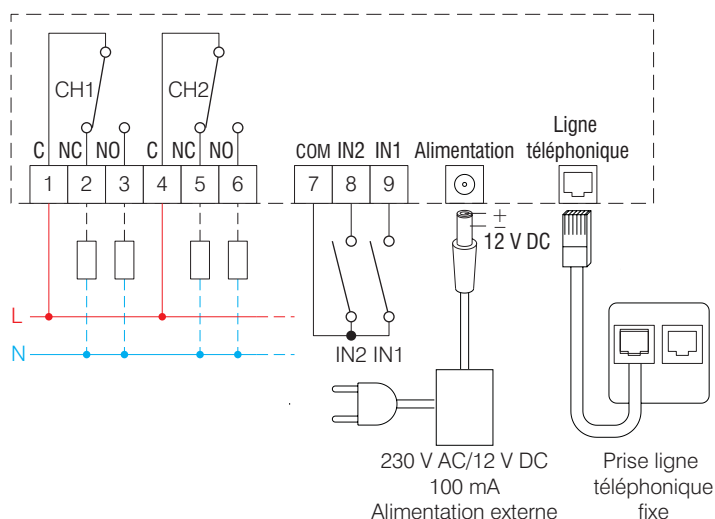 CH1
CH2
C NC NO C NC NO
COM IN2 IN1
Alimentation
Ligne
téléphonique
1 2 3 4 5 6
7 8 9
+
−
12 V DC
L
N
IN2 IN1
230 V AC/12 V DC
100 mA
Alimentation externe
Prise ligne
téléphonique
fixe